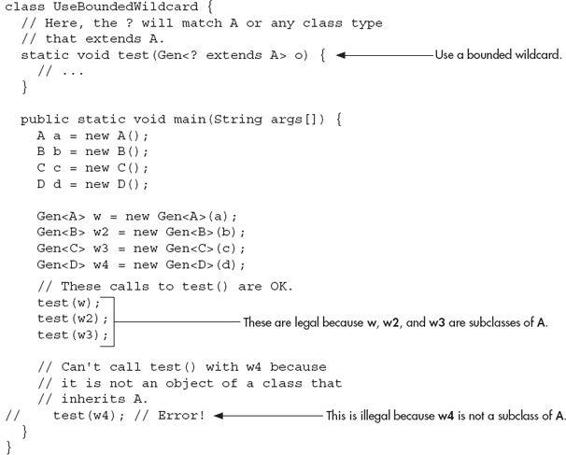 class UseBoundedWildcard {
// Here, the ? will match A or any class type
// that extends A.
static void test(Gen<? extends A> o) { Use a bounded wildcard.
// ...
}
public static void main(String args[]) {
A a = new A();
B b = new B();
C c = new C();
D d = new D();
Gen<A> w = new Gen<A>(a);
Gen<B> w2 = new Gen<B>(b);
Gen<C> w3 = new Gen<C>(c);
Gen<D> w4 = new Gen<D>(d);
// These calls to test() are OK.
test(w);
test(w2); These are legal because w, w2, and w3 are subclasses of A.
test(w3);
// Can't call test() with w4 because
// it is not an object of a class that
// inherits A.
// test(w4); // Error! This is illegal because w4 is not a subclass of A.
}
}